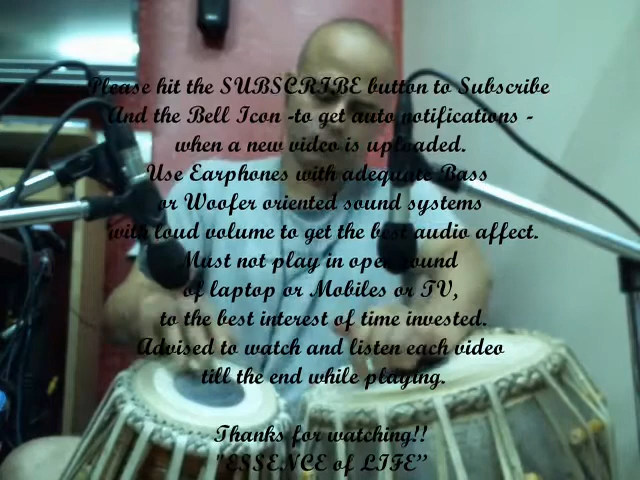 Please hit the SUBSCRIBE button to Subscribe
And the Bell Icon -to get auto notifications -
when a new video is uploaded.
Use Earphones with adequate Bass
or Woofer oriented sound systems
with loud volume to get the best audio affect.
Must not play in open sound
of laptop or Mobiles or TV,
to the best interest of time invested.
Advised to watch and listen each video
till the end while playing.
Thanks for watching!!
"ESSENCE of LIFE”